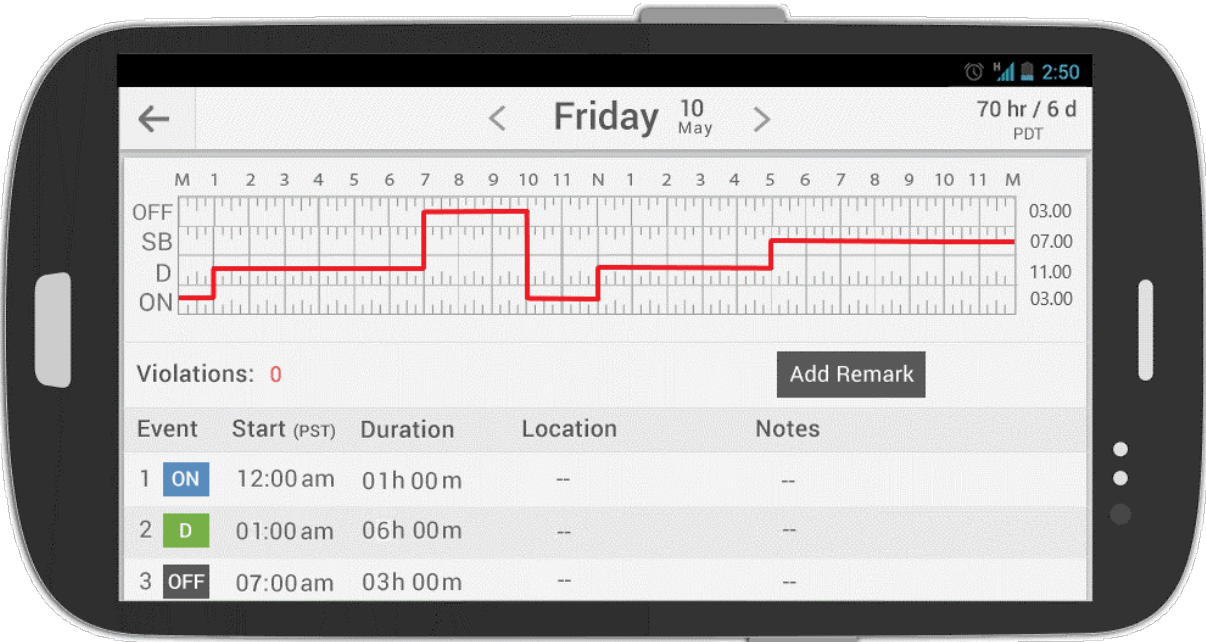 H 2:50
Friday 10 May
70 hr / 6 d
PDT
M 1 2 3 4 5 6 7 8 9 10 11 N 1 2 3 4 5 6 7 8 9 10 11 M
OFF 03.00
SB 07.00
D 11.00
ON 03.00
Violations: 0
Add Remark
Event Start (PST) Duration Location Notes
1 ON 12:00 am 01h 00m -- --
2 D 01:00 am 06h 00m -- --
3 OFF 07:00 am 03h 00m -- --